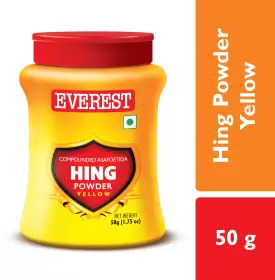 EVEREST
COMPOUNDED ASAFOETIDA
HING
POWDER
YELLOW
NET WEIGHT
50g (1.75 oz)
Hing Powder
Yellow
50 g